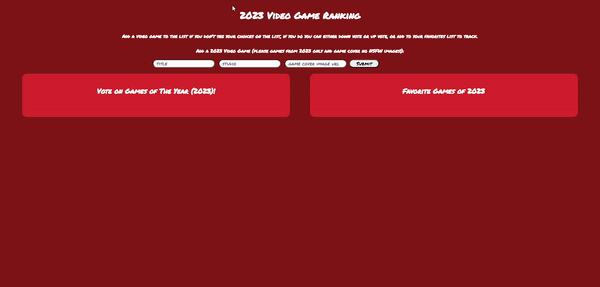 2023 Video Game Ranking
Add a video game to the list if you don't see your choices on the list, if you do you can either down vote or up vote, or add to your favorites list to track.
Add a 2023 Video Game (please games from 2023 only and game cover no NSFW images):
TITLE STUDIO GAME COVER IMAGE URL Submit
Vote on Games of The Year (2023)! Favorite Games of 2023